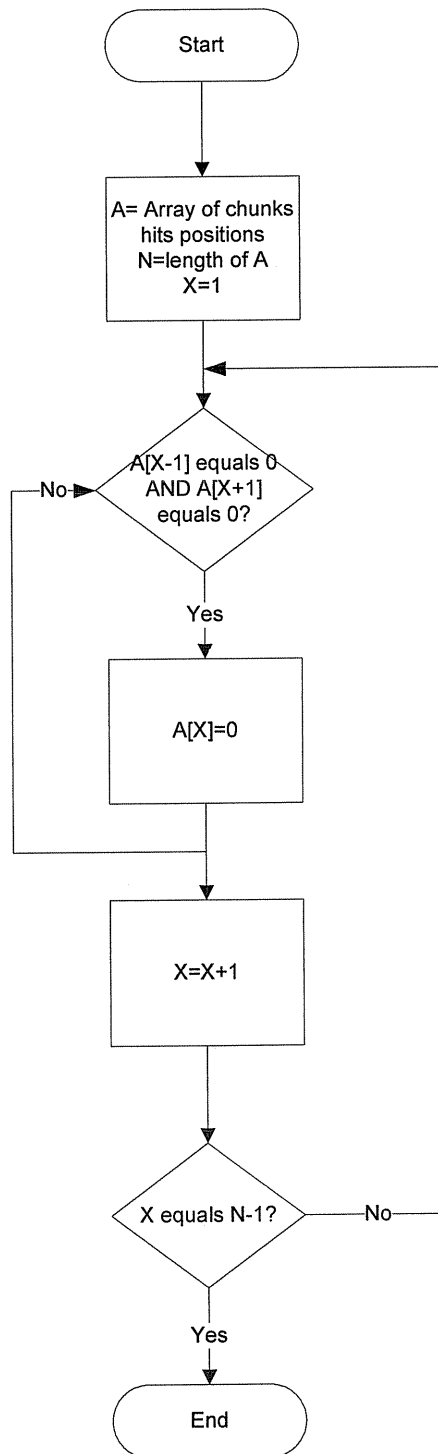 Start
A= Array of chunks
hits positions
N=length of A
X=1
A[X-1] equals 0
AND A[X+1]
equals 0?
No
Yes
A[X]=0
X=X+1
X equals N-1?
No
Yes
End